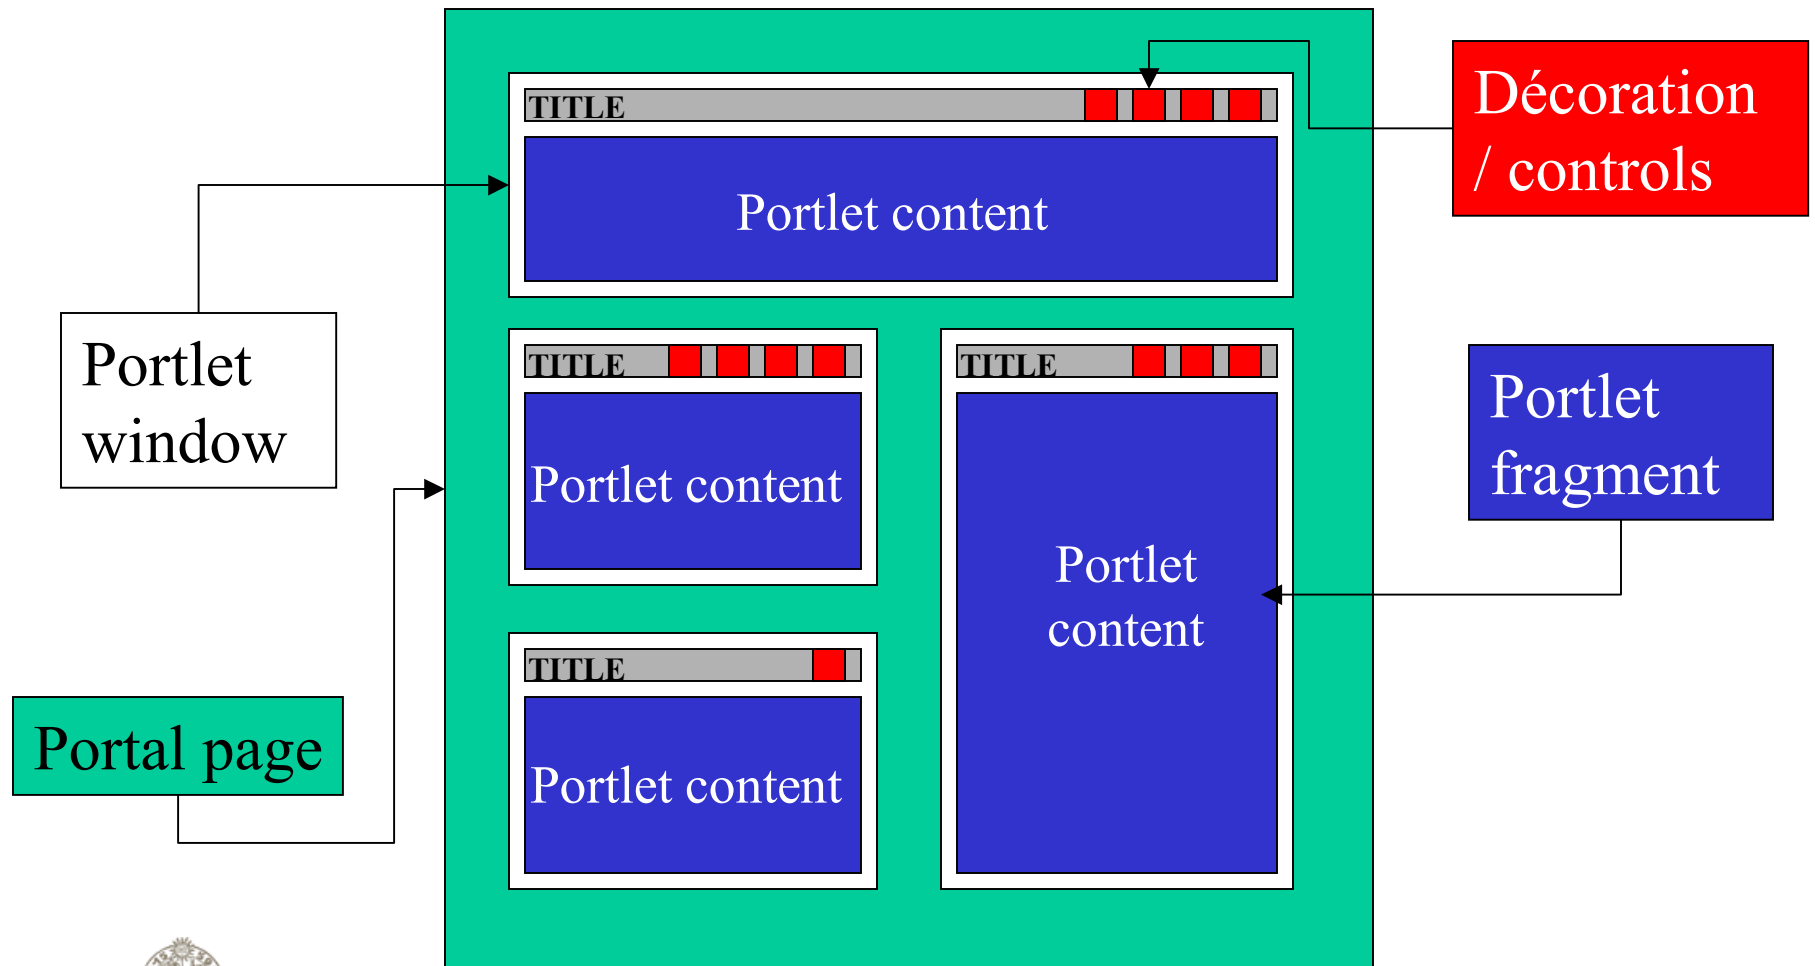 TITLE
Portlet content
Décoration
/ controls
Portlet
window
TITLE
Portlet content
TITLE
Portlet
content
Portlet
fragment
TITLE
Portlet content
Portal page